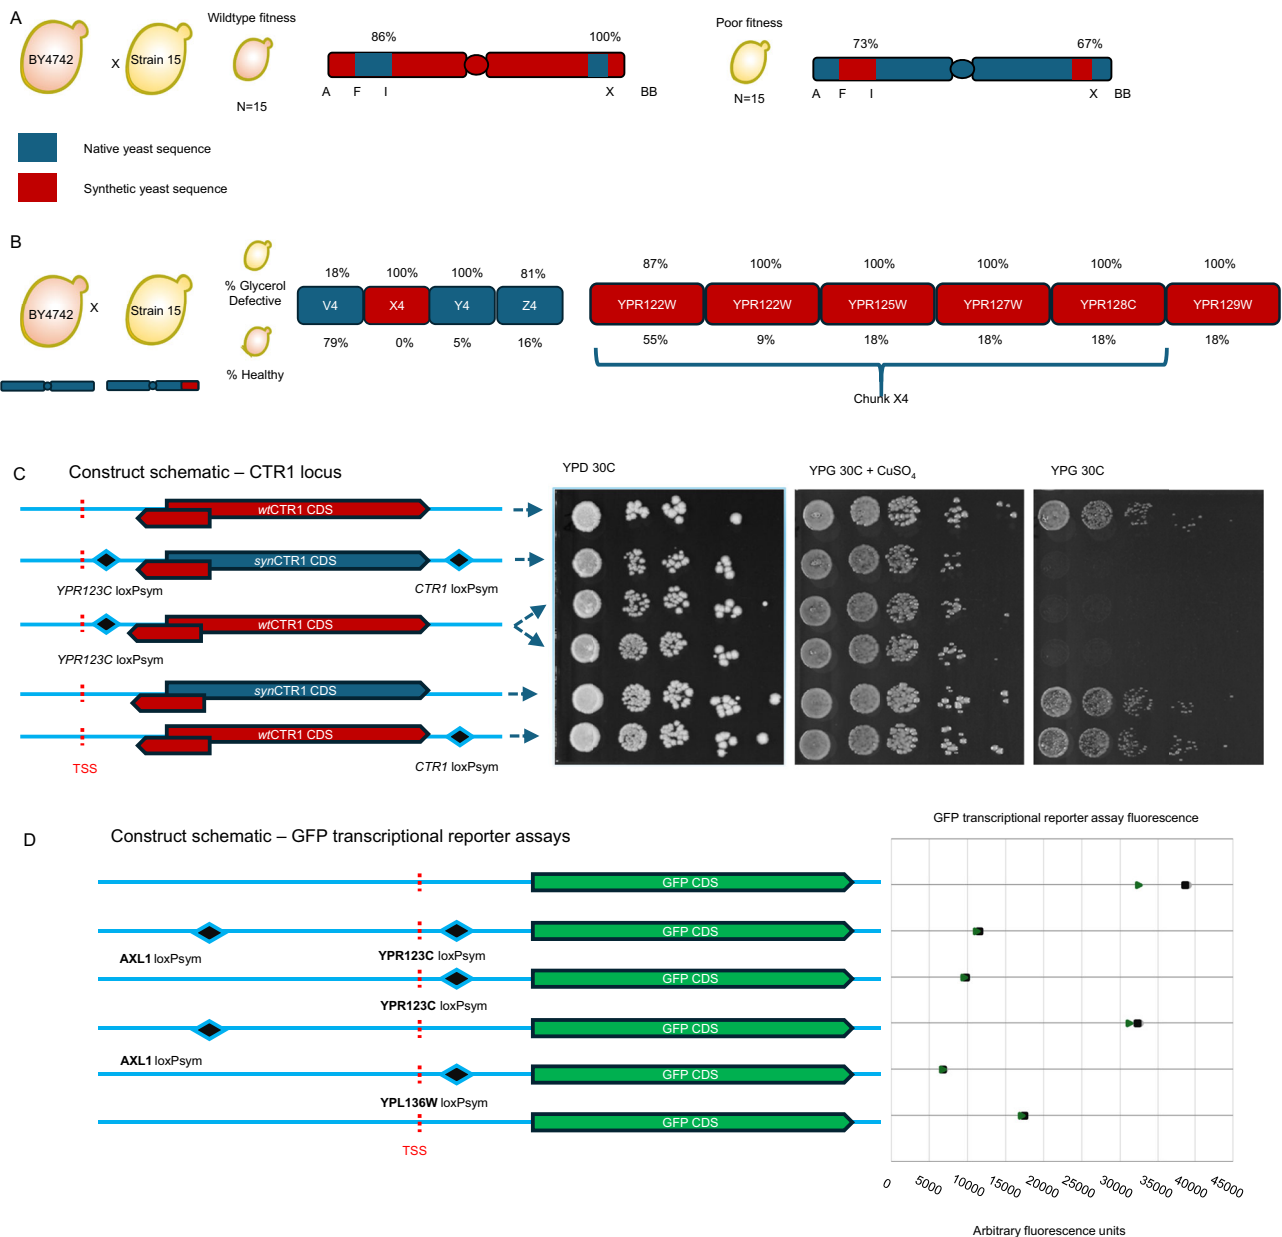 A
BY4742
X
Strain 15
Wildtype fitness
N=15
86%
100%
A F I X BB
Poor fitness
N=15
73%
67%
A F I X BB
Native yeast sequence
Synthetic yeast sequence
B
BY4742
X
Strain 15
% Glycerol
Defective
% Healthy
18% 100% 100% 81%
V4 X4 Y4 Z4
79% 0% 5% 16%
87% 100% 100% 100% 100% 100%
YPR122W YPR122W YPR125W YPR127W YPR128C YPR129W
55% 9% 18% 18% 18% 18%
Chunk X4
C
Construct schematic – CTR1 locus
YPD 30C
YPG 30C + CuSO4
YPG 30C
wtCTR1 CDS
synCTR1 CDS
YPR123C loxPsym
CTR1 loxPsym
wtCTR1 CDS
YPR123C loxPsym
synCTR1 CDS
wtCTR1 CDS
TSS
CTR1 loxPsym
D
Construct schematic – GFP transcriptional reporter assays
GFP transcriptional reporter assay fluorescence
GFP CDS
GFP CDS
AXL1 loxPsym
YPR123C loxPsym
GFP CDS
YPR123C loxPsym
GFP CDS
AXL1 loxPsym
GFP CDS
YPL136W loxPsym
GFP CDS
TSS
0 5000 10000 15000 20000 25000 30000 35000 40000 45000
Arbitrary fluorescence units